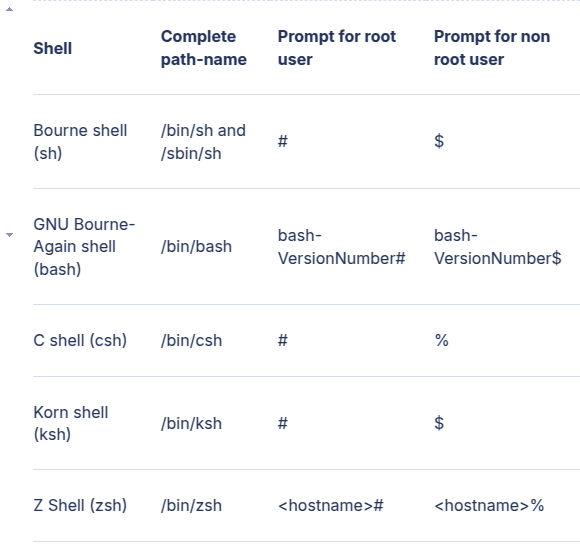 Shell
Complete path-name
Prompt for root user
Prompt for non root user
Bourne shell (sh)
/bin/sh and /sbin/sh
#
$
GNU Bourne-Again shell (bash)
/bin/bash
bash-VersionNumber#
bash-VersionNumber$
C shell (csh)
/bin/csh
#
%
Korn shell (ksh)
/bin/ksh
#
$
Z Shell (zsh)
/bin/zsh
<hostname>#
<hostname>%